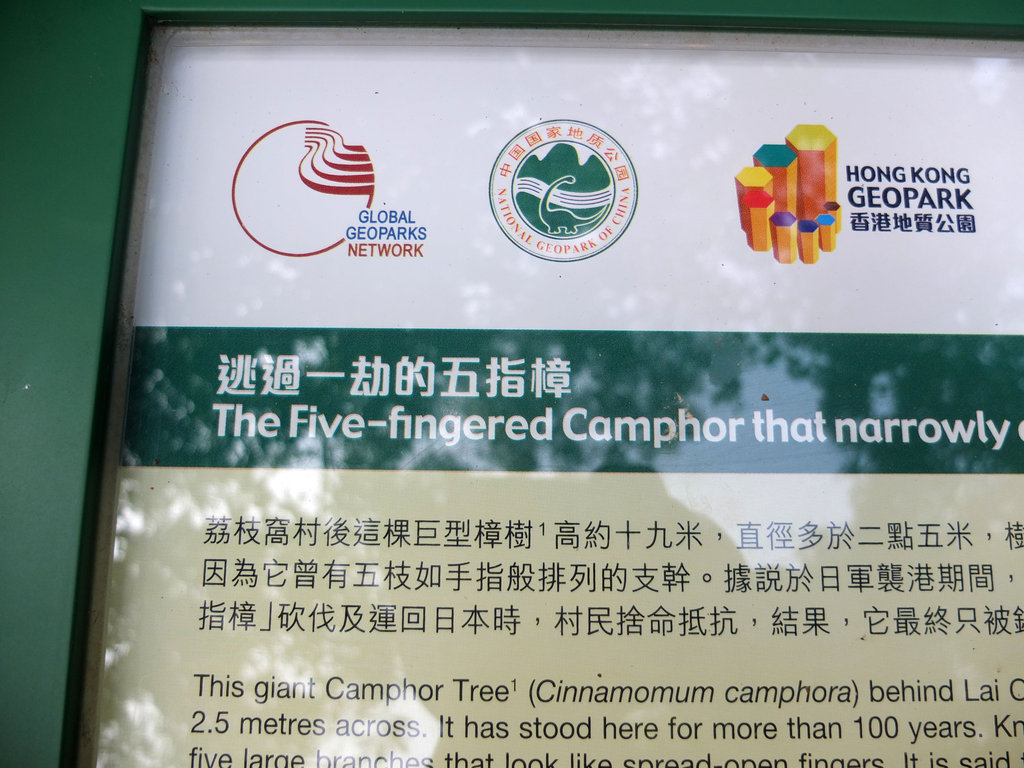 GLOBAL
GEOPARKS
NETWORK
中国国家地质公园
NATIONAL GEOPARK OF CHINA
HONG KONG
GEOPARK
香港地質公園
逃過一劫的五指樟
The Five-fingered Camphor that narrowly
荔枝窩村後這棵巨型樟樹¹高約十九米，直徑多於二點五米，樹
因為它曾有五枝如手指般排列的支幹。據説於日軍襲港期間，
指樟」砍伐及運回日本時，村民捨命抵抗，結果，它最終只被
This giant Camphor Tree¹ (Cinnamomum camphora) behind Lai
2.5 metres across. It has stood here for more than 100 years.
five large branches that look like spread-open fingers. It is said